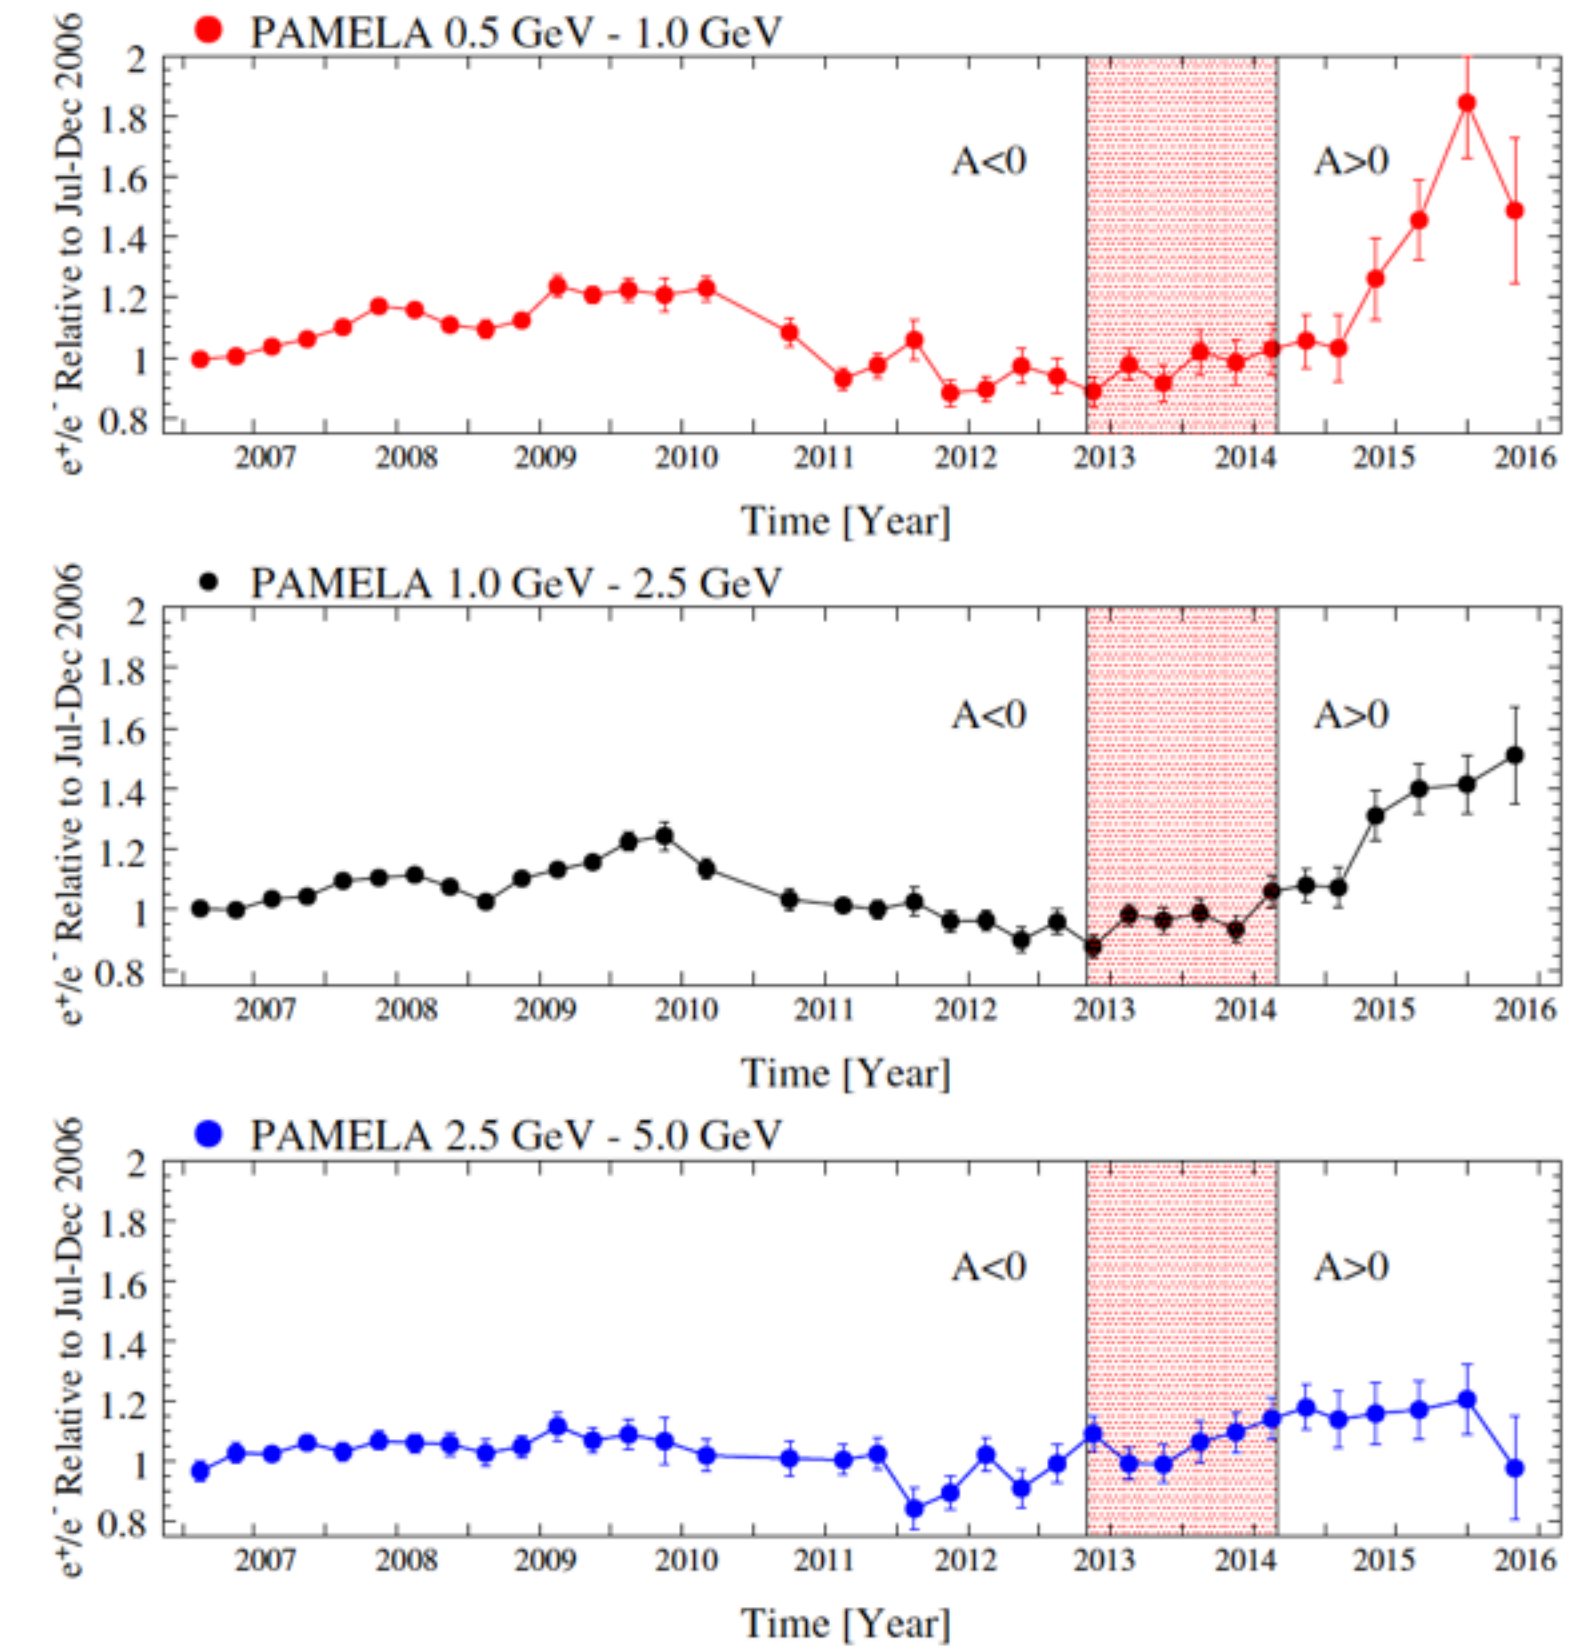 PAMELA 0.5 GeV - 1.0 GeV
e⁺/e⁻ Relative to Jul-Dec 2006
2
1.8
1.6
1.4
1.2
1
0.8
A<0
A>0
2007 2008 2009 2010 2011 2012 2013 2014 2015 2016
Time [Year]
PAMELA 1.0 GeV - 2.5 GeV
e⁺/e⁻ Relative to Jul-Dec 2006
2
1.8
1.6
1.4
1.2
1
0.8
A<0
A>0
2007 2008 2009 2010 2011 2012 2013 2014 2015 2016
Time [Year]
PAMELA 2.5 GeV - 5.0 GeV
e⁺/e⁻ Relative to Jul-Dec 2006
2
1.8
1.6
1.4
1.2
1
0.8
A<0
A>0
2007 2008 2009 2010 2011 2012 2013 2014 2015 2016
Time [Year]